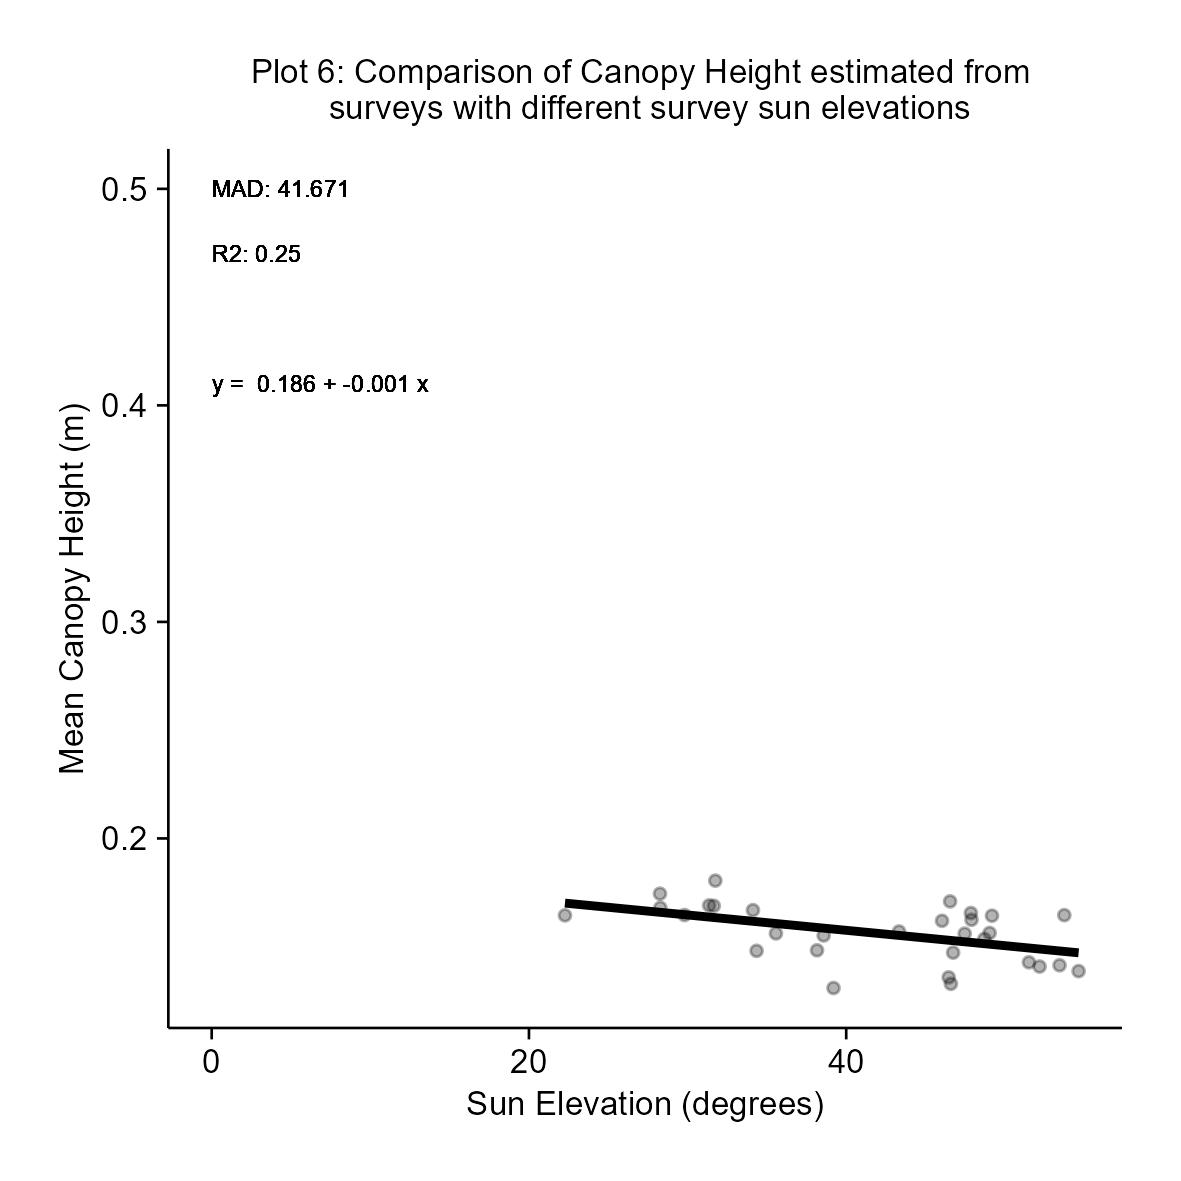 Plot 6: Comparison of Canopy Height estimated from
surveys with different survey sun elevations
MAD: 41.671
R2: 0.25
y =  0.186 + -0.001 x
Mean Canopy Height (m)
0.5
0.4
0.3
0.2
0
20
40
Sun Elevation (degrees)